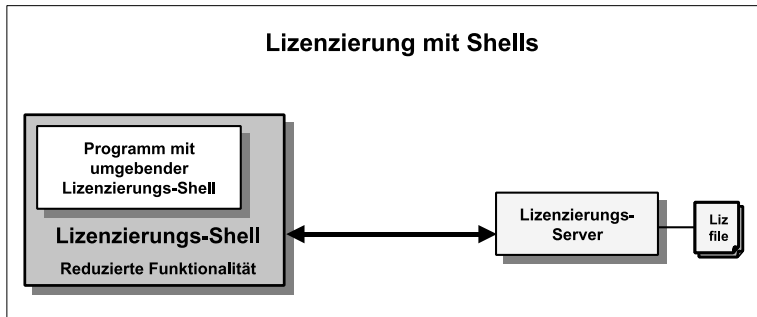 Lizenzierung mit Shells
Programm mit
umgebender
Lizenzierungs-Shell
Lizenzierungs-Shell
Reduzierte Funktionalität
Lizenzierungs-
Server
Liz
file